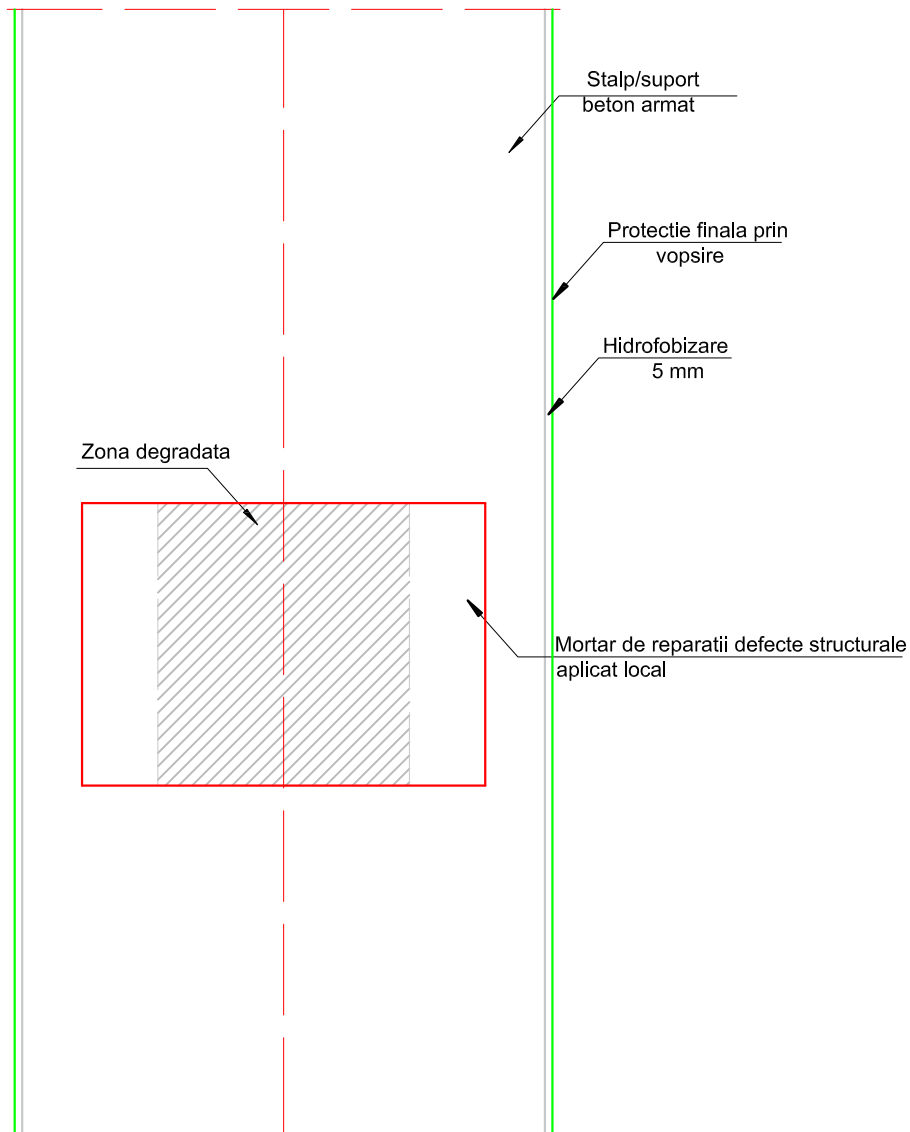 Stalp/suport
beton armat
Protectie finala prin
vopsire
Hidrofobizare
5 mm
Zona degradata
Mortar de reparatii defecte structurale
aplicat local